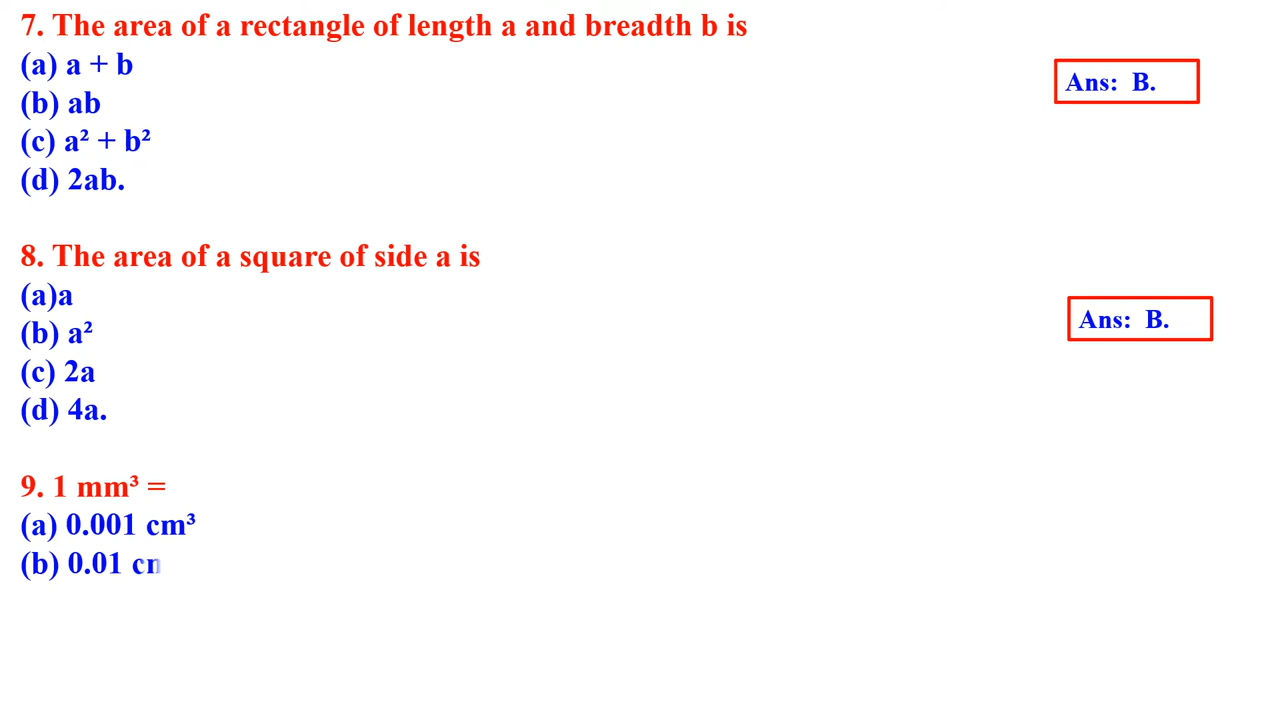 7. The area of a rectangle of length a and breadth b is
(a) a + b
Ans: B.
(b) ab
(c) a² + b²
(d) 2ab.
8. The area of a square of side a is
(a)a
Ans: B.
(b) a²
(c) 2a
(d) 4a.
9. 1 mm³ =
(a) 0.001 cm³
(b) 0.01